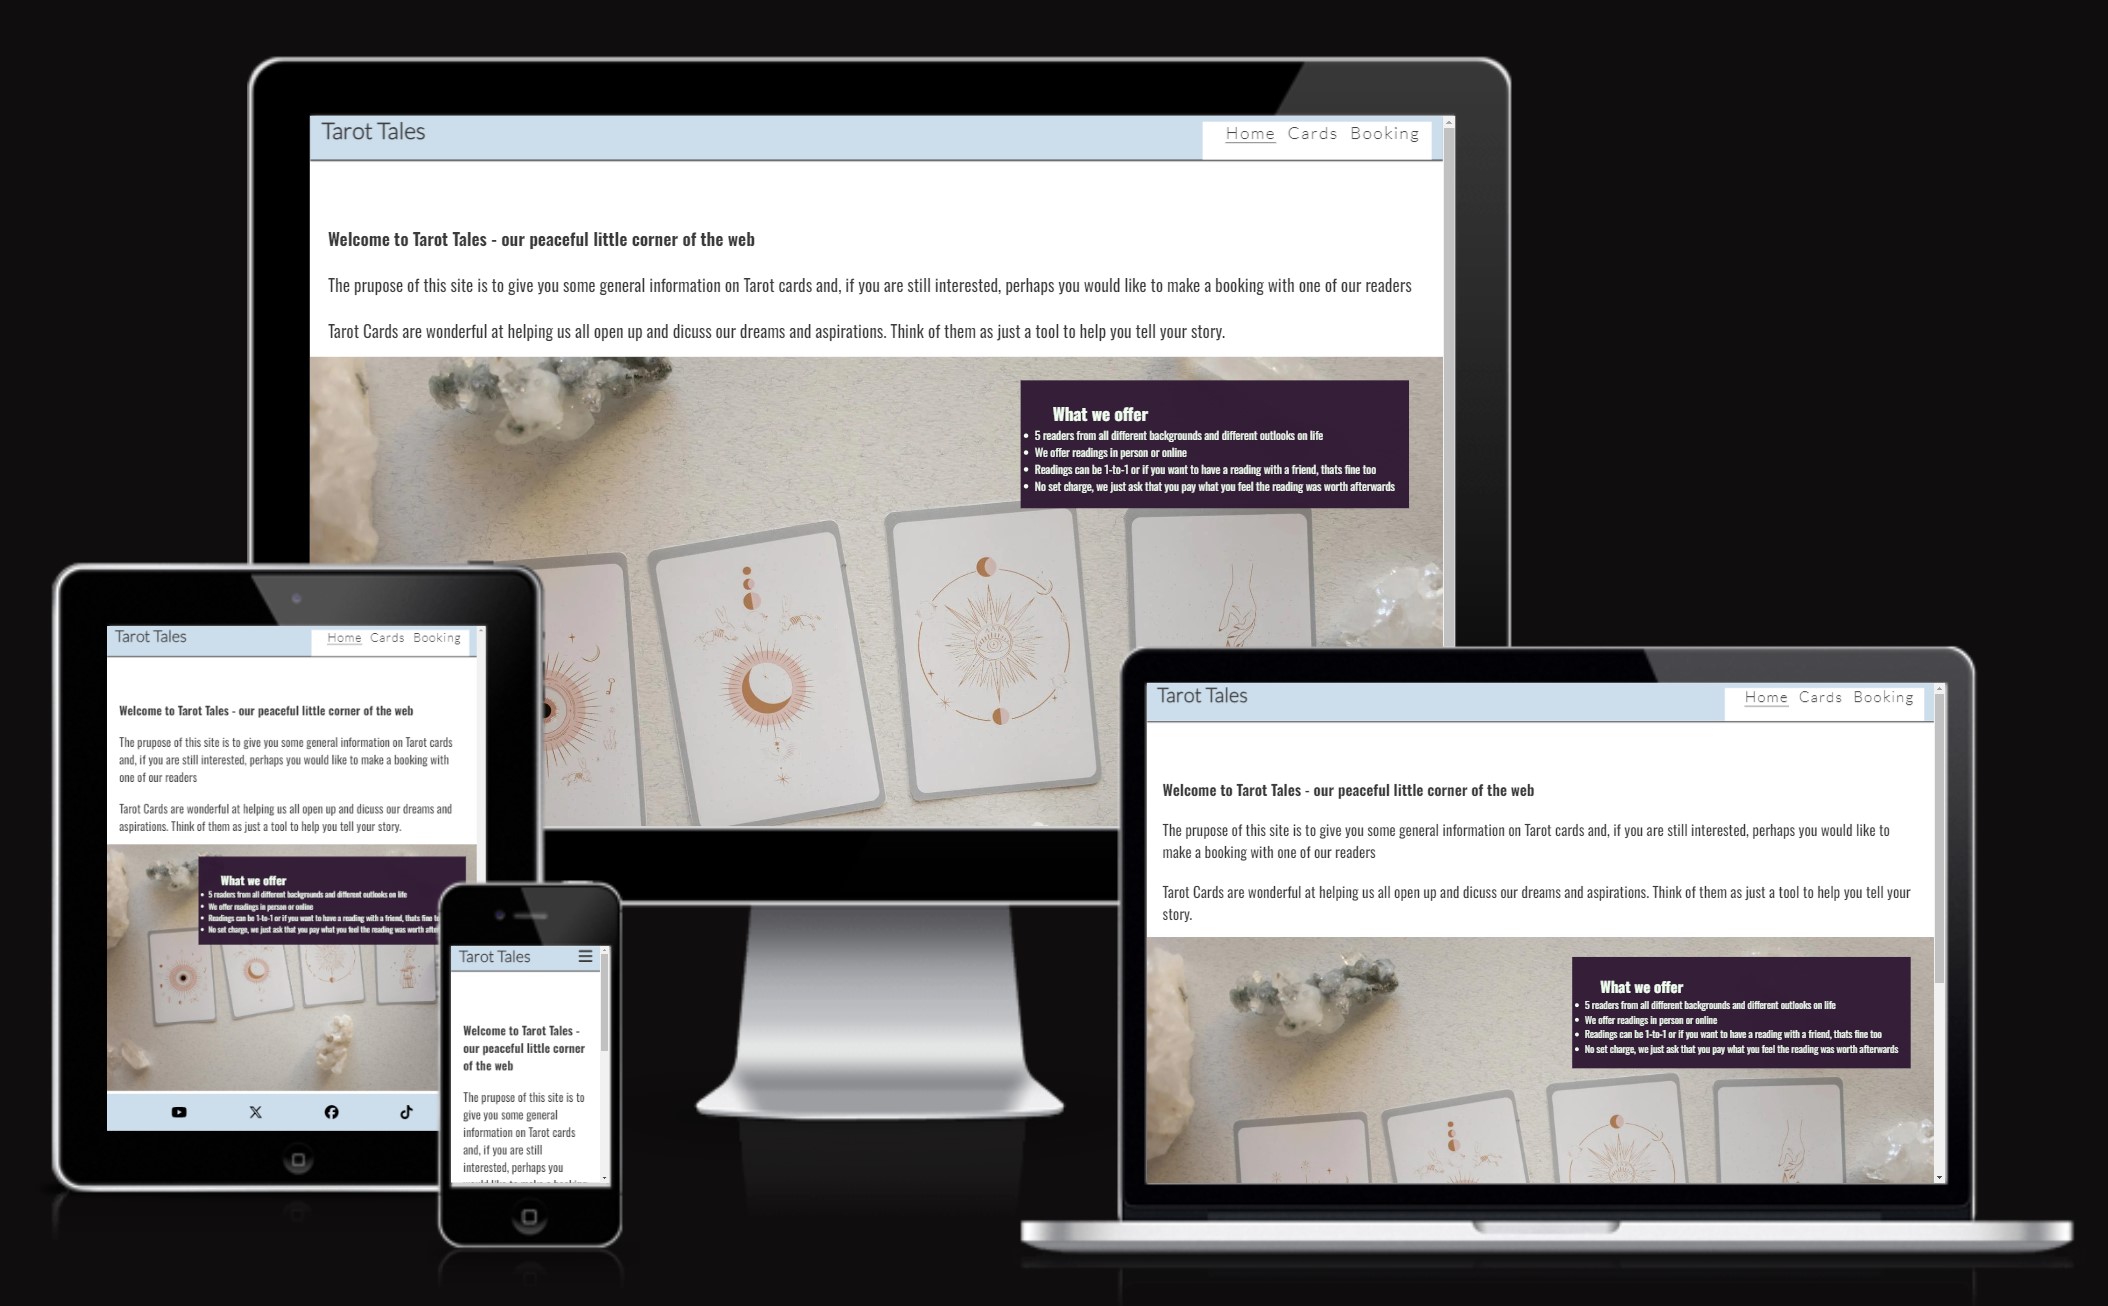 Tarot Tales
Home Cards Booking
Welcome to Tarot Tales - our peaceful little corner of the web
The prupose of this site is to give you some general information on Tarot cards and, if you are still interested, perhaps you would like to make a booking with one of our readers
Tarot Cards are wonderful at helping us all open up and dicuss our dreams and aspirations. Think of them as just a tool to help you tell your story.
What we offer
• 5 readers from all different backgrounds and different outlooks on life
• We offer readings in person or online
• Readings can be 1-to-1 or if you want to have a reading with a friend, thats fine too
• No set charge, we just ask that you pay what you feel the reading was worth afterwards
Tarot Tales
Home Cards Booking
Welcome to Tarot Tales - our peaceful little corner of the web
The prupose of this site is to give you some general information on Tarot cards
and, if you are still interested, perhaps you would like to make a booking with
one of our readers
Tarot Cards are wonderful at helping us all open up and dicuss our dreams and
aspirations. Think of them as just a tool to help you tell your story.
What we offer
• 5 readers from all different backgrounds and different outlooks on life
• We offer readings in person or online
• Readings can be 1-to-1 or if you want to have a reading with a friend, thats fine
• No set charge, we just ask that you pay what you feel the reading was worth
Tarot Tales
Welcome to Tarot Tales -
our peaceful little corner
of the web
The prupose of this site is to
give you some general
information on Tarot cards
and, if you are still
interested, perhaps you
would like to make a booking
Tarot Tales
Home Cards Booking
Welcome to Tarot Tales - our peaceful little corner of the web
The prupose of this site is to give you some general information on Tarot cards and, if you are still interested, perhaps you would like to
make a booking with one of our readers
Tarot Cards are wonderful at helping us all open up and dicuss our dreams and aspirations. Think of them as just a tool to help you tell your
story.
What we offer
• 5 readers from all different backgrounds and different outlooks on life
• We offer readings in person or online
• Readings can be 1-to-1 or if you want to have a reading with a friend, thats fine too
• No set charge, we just ask that you pay what you feel the reading was worth afterwards